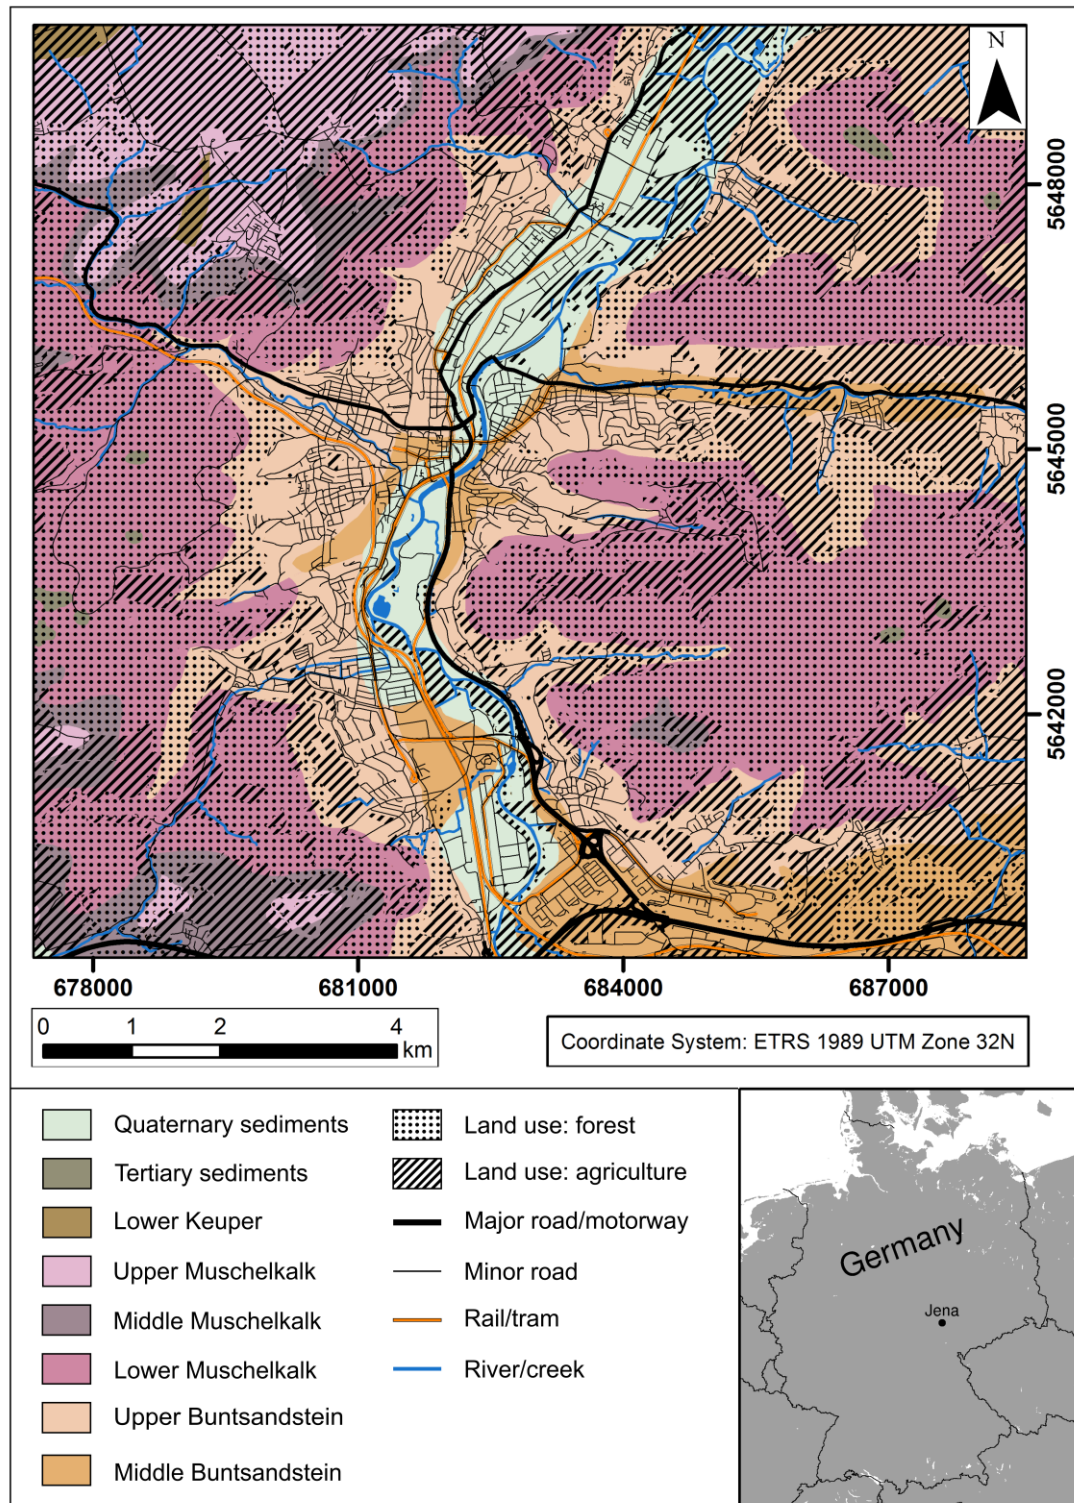 N
5648000
5645000
5642000
678000 681000 684000 687000
0 1 2 4
km
Coordinate System: ETRS 1989 UTM Zone 32N
Quaternary sediments
Tertiary sediments
Lower Keuper
Upper Muschelkalk
Middle Muschelkalk
Lower Muschelkalk
Upper Buntsandstein
Middle Buntsandstein
Land use: forest
Land use: agriculture
Major road/motorway
Minor road
Rail/tram
River/creek
Germany
Jena